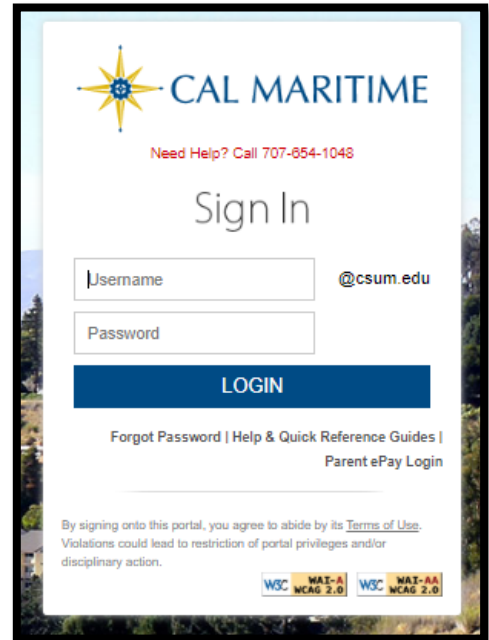 CAL MARITIME
Need Help? Call 707-654-1048
Sign In
Username @csum.edu
Password
LOGIN
Forgot Password | Help & Quick Reference Guides |
Parent ePay Login
By signing onto this portal, you agree to abide by its Terms of Use.
Violations could lead to restriction of portal privileges and/or
disciplinary action.
W3C WAI-A WCAG 2.0 W3C WAI-AA WCAG 2.0